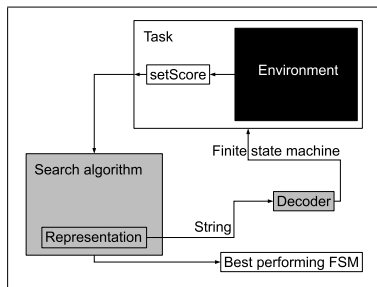 Task
Environment
setScore
Finite state machine
Search algorithm
Decoder
String
Representation
Best performing FSM